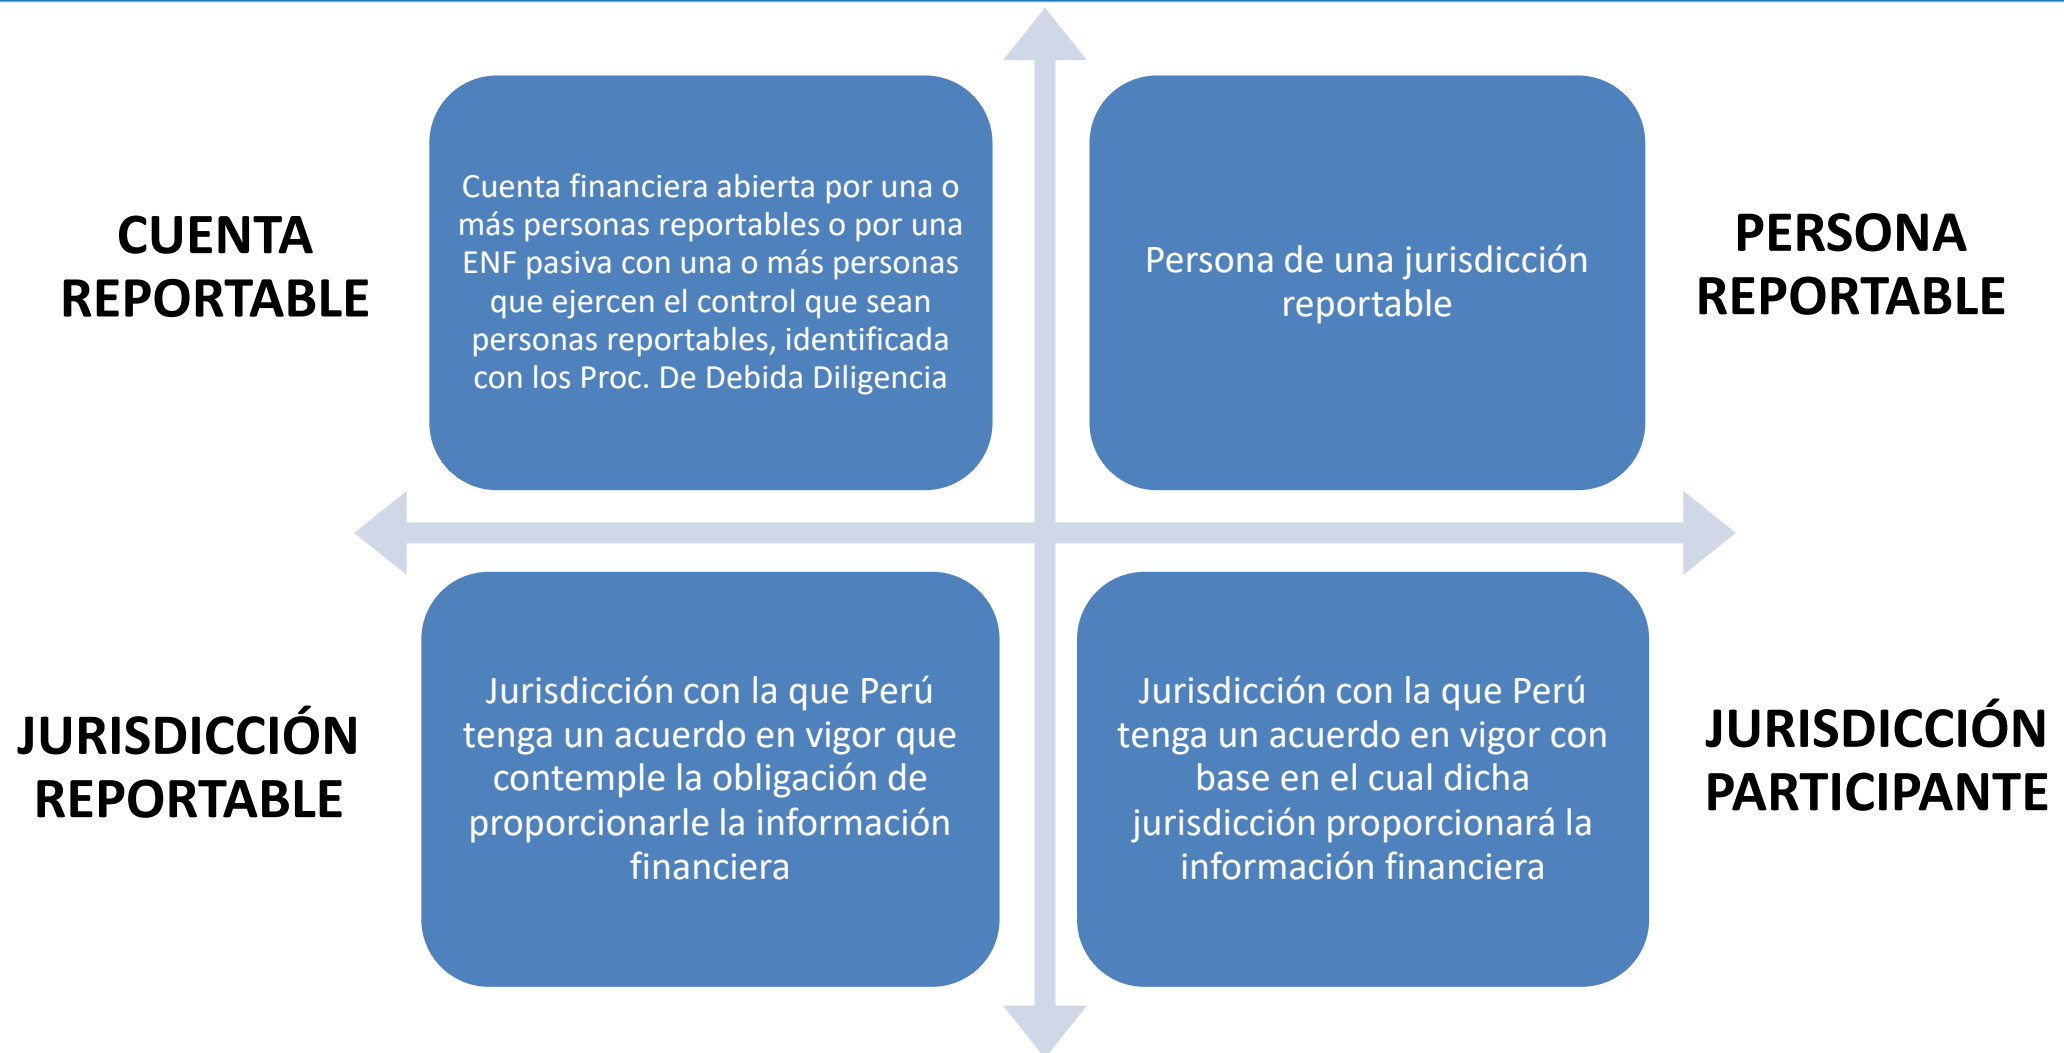 CUENTA
REPORTABLE
Cuenta financiera abierta por una o
más personas reportables o por una
ENF pasiva con una o más personas
que ejercen el control que sean
personas reportables, identificada
con los Proc. De Debida Diligencia
Persona de una jurisdicción
reportable
PERSONA
REPORTABLE
JURISDICCIÓN
REPORTABLE
Jurisdicción con la que Perú
tenga un acuerdo en vigor que
contemple la obligación de
proporcionarle la información
financiera
Jurisdicción con la que Perú
tenga un acuerdo en vigor con
base en el cual dicha
jurisdicción proporcionará la
información financiera
JURISDICCIÓN
PARTICIPANTE